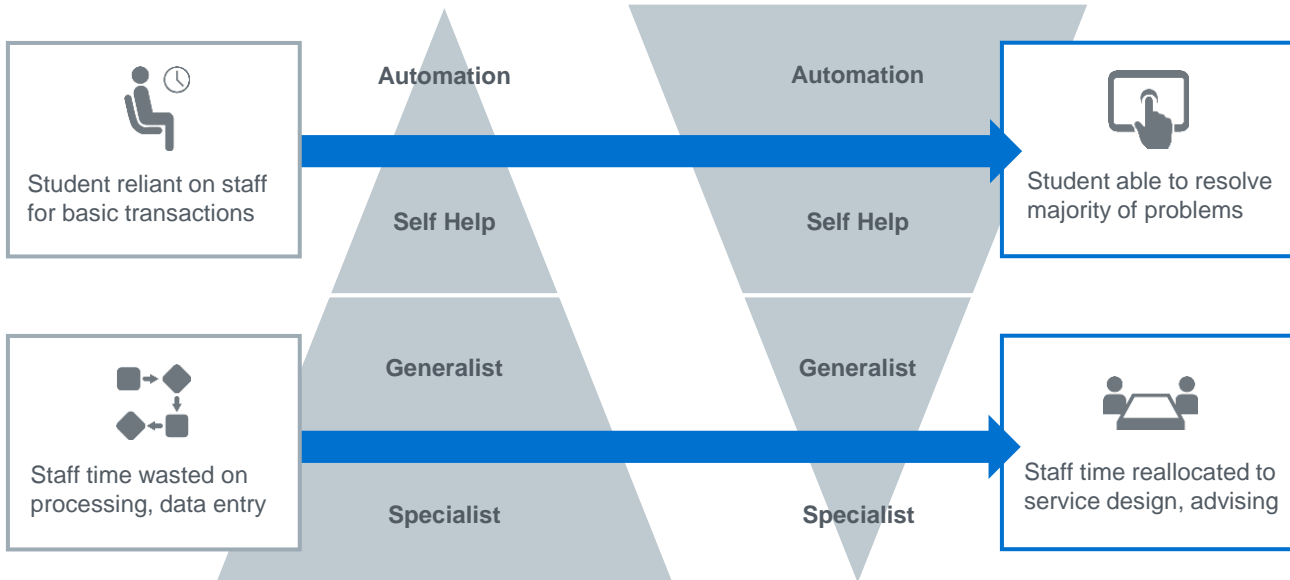 Automation
Automation
Student reliant on staff
for basic transactions
Student able to resolve
majority of problems
Self Help
Self Help
Generalist
Generalist
Staff time wasted on
processing, data entry
Staff time reallocated to
service design, advising
Specialist
Specialist